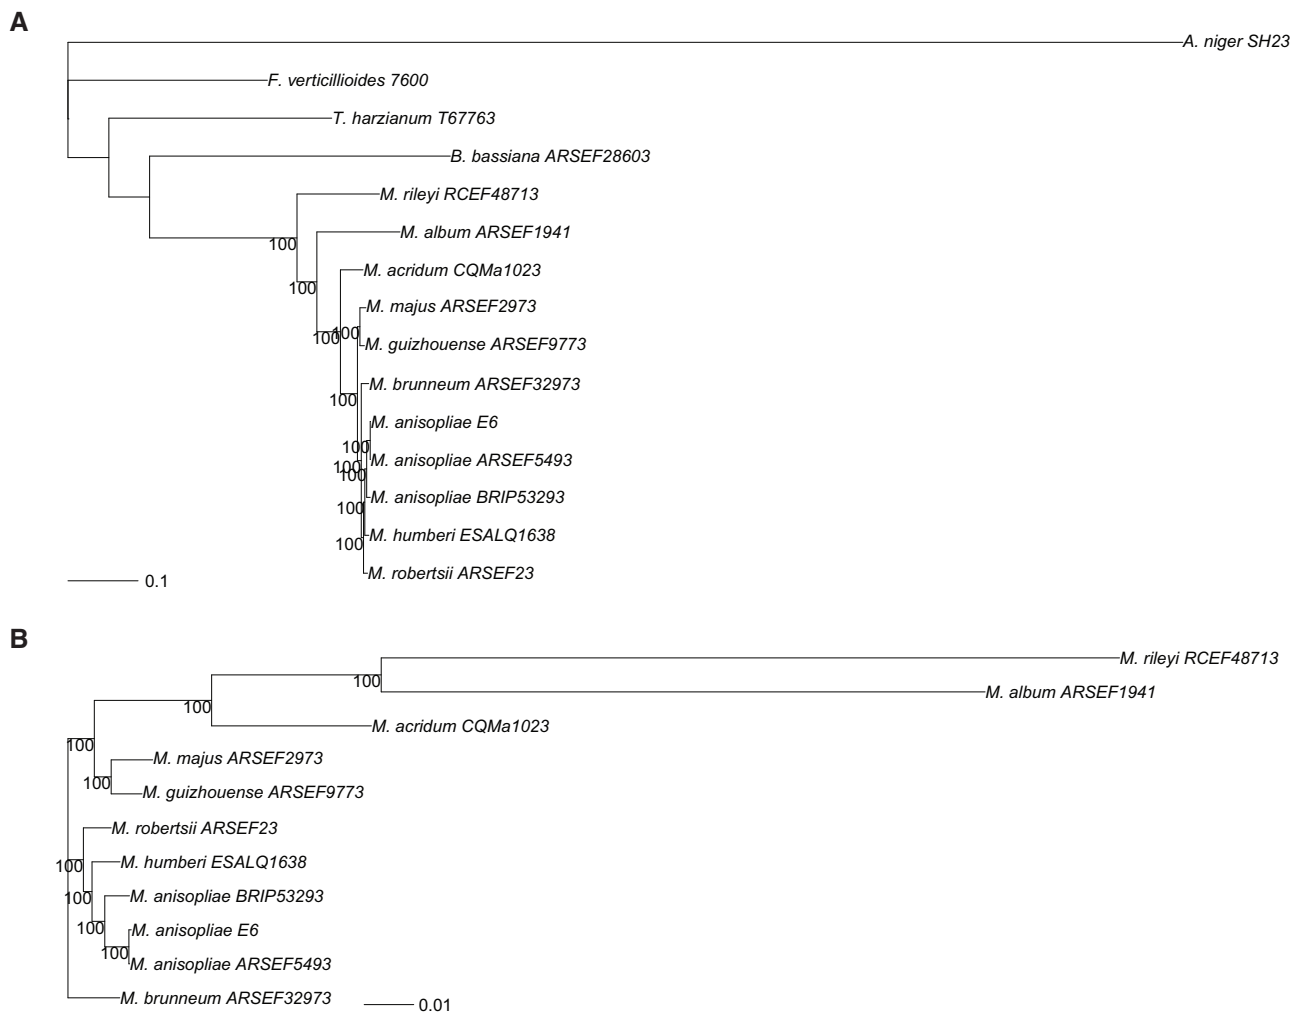 A
A. niger SH23
F. verticillioides 7600
T. harzianum T67763
B. bassiana ARSEF28603
M. rileyi RCEF48713
100
M. album ARSEF1941
100
M. acridum CQMa1023
M. majus ARSEF2973
100
100
M. guizhouense ARSEF9773
M. brunneum ARSEF32973
100
M. anisopliae E6
100
M. anisopliae ARSEF5493
100
100
M. anisopliae BRIP53293
100
M. humberi ESALQ1638
100
M. robertsii ARSEF23
0.1
B
M. rileyi RCEF48713
100
M. album ARSEF1941
100
M. acridum CQMa1023
100
M. majus ARSEF2973
100
M. guizhouense ARSEF9773
M. robertsii ARSEF23
100
M. humberi ESALQ1638
100
M. anisopliae BRIP53293
100
M. anisopliae E6
100
M. anisopliae ARSEF5493
M. brunneum ARSEF32973
0.01